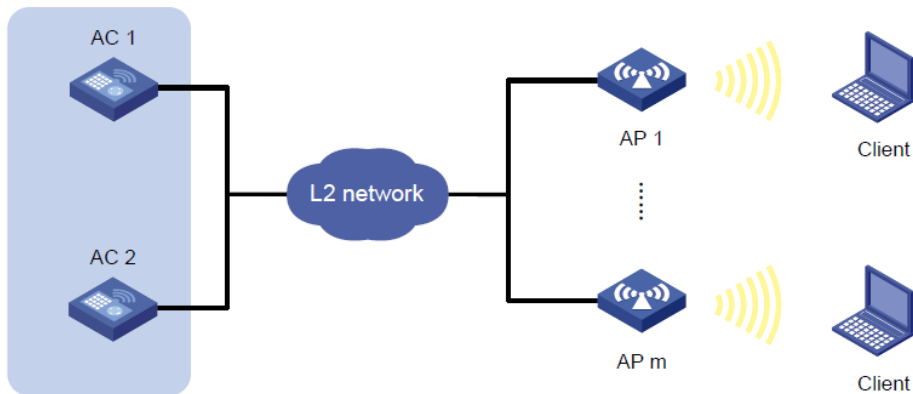 AC 1
AC 2
L2 network
AP 1
AP m
Client
Client